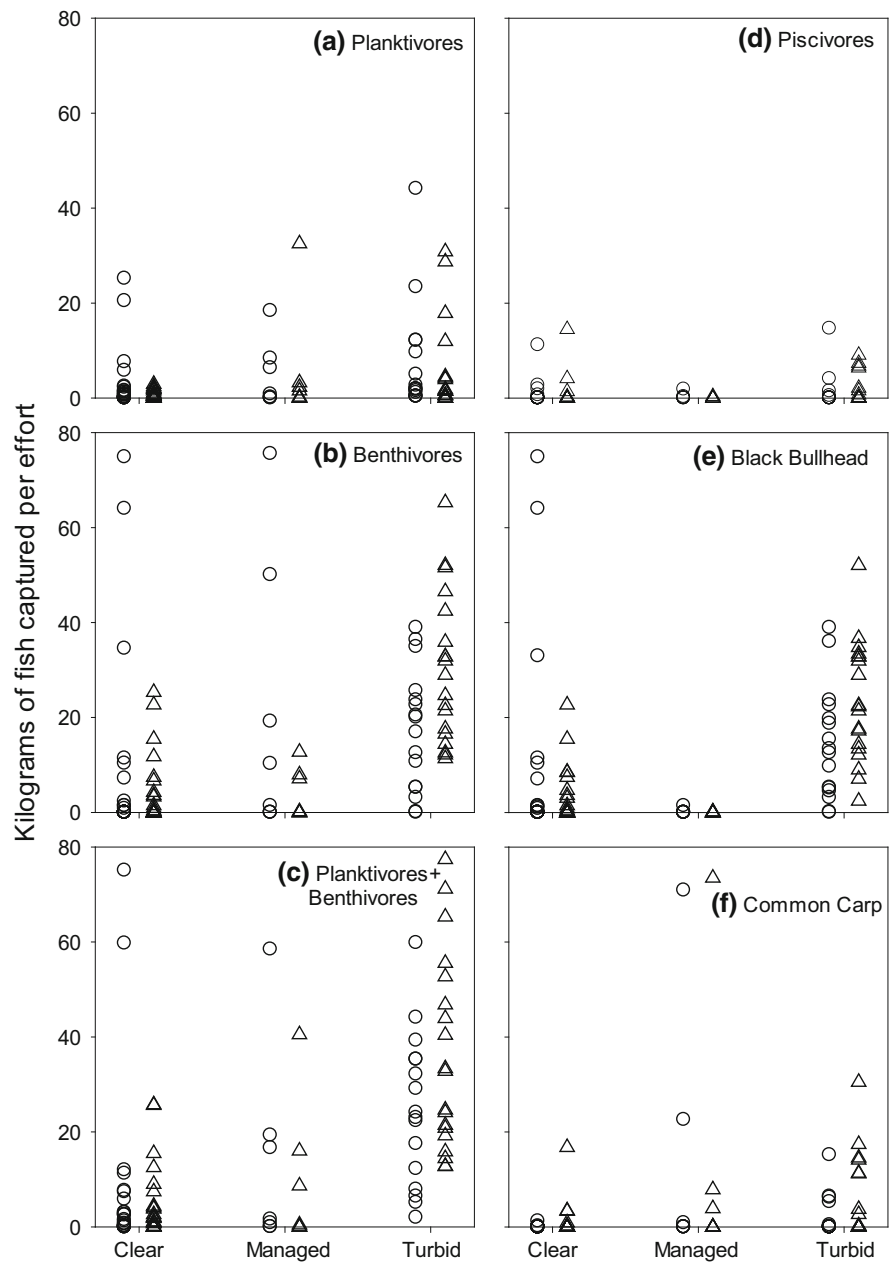 Kilograms of fish captured per effort
80
60
40
20
0
(a) Planktivores
(d) Piscivores
80
60
40
20
0
(b) Benthivores
(e) Black Bullhead
80
60
40
20
0
(c) Planktivores+
Benthivores
(f) Common Carp
Clear Managed Turbid
Clear Managed Turbid